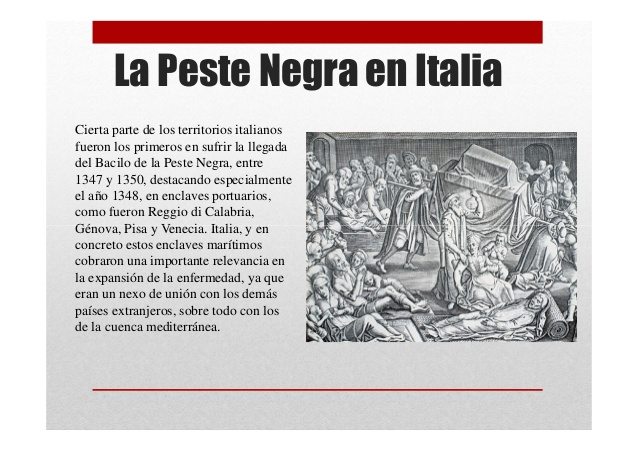 La Peste Negra en Italia
Cierta parte de los territorios italianos
fueron los primeros en sufrir la llegada
del Bacilo de la Peste Negra, entre
1347 y 1350, destacando especialmente
el año 1348, en enclaves portuarios,
como fueron Reggio di Calabria,
Génova, Pisa y Venecia. Italia, y en
concreto estos enclaves marítimos
cobraron una importante relevancia en
la expansión de la enfermedad, ya que
eran un nexo de unión con los demás
países extranjeros, sobre todo con los
de la cuenca mediterránea.